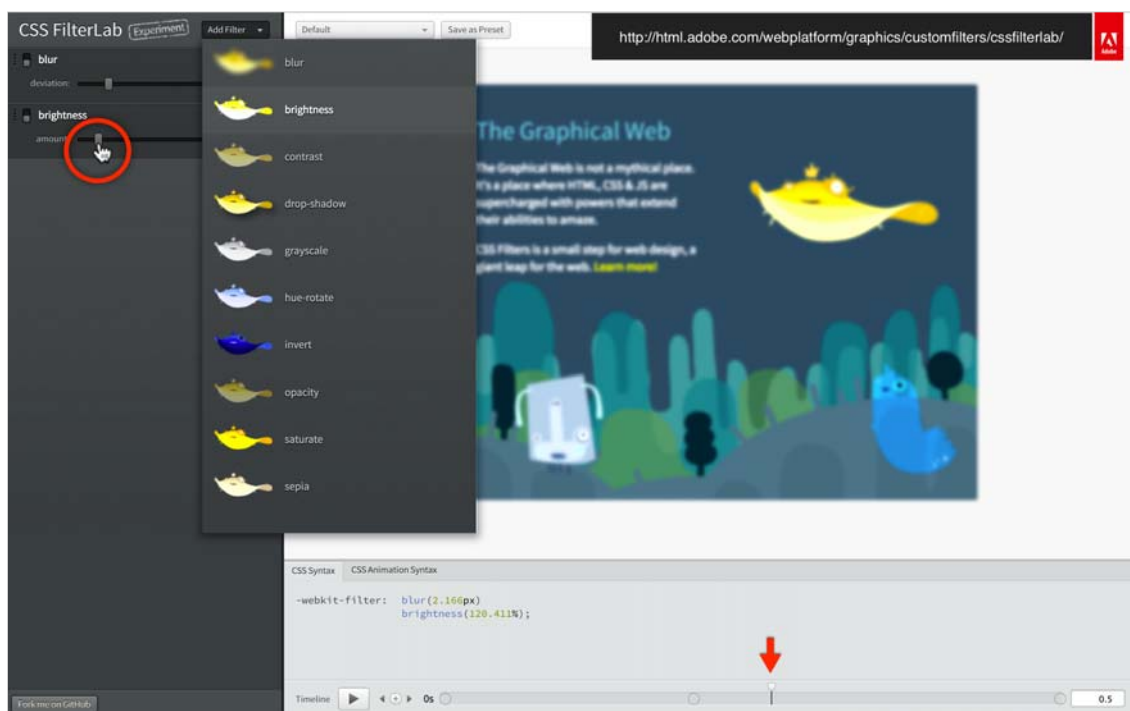 CSS FilterLab Experiment
Add Filter
Default
Save as Preset
http://html.adobe.com/webplatform/graphics/customfilters/cssfilterlab/
Adobe
blur
deviation:
brightness
amount:
blur
brightness
contrast
drop-shadow
grayscale
hue-rotate
invert
opacity
saturate
sepia
The Graphical Web
The Graphical Web is not a mythical place.
It's a place where HTML, CSS & JS are
supercharged with powers that extend
their abilities to amaze.
CSS Filters is a small step for web design, a
giant leap for the web. Learn more!
CSS Syntax
CSS Animation Syntax
-webkit-filter: blur(2.166px)
brightness(120.411%);
Timeline
0s
0.5
Fork me on GitHub